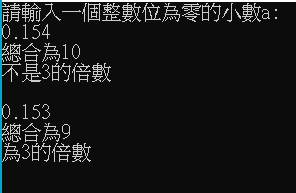 請輸入一個整數位為零的小數a:
0.154
總合為10
不是3的倍數
0.153
總合為9
為3的倍數